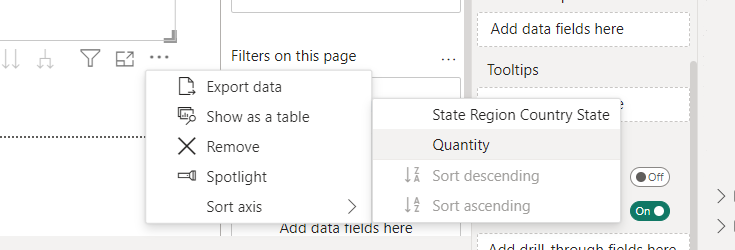 Add data fields here
Filters on this page
Tooltips
Export data
Show as a table
Remove
Spotlight
Sort axis
State Region Country State
Quantity
Sort descending
Sort ascending
Off
On
Add data fields here
Add drill-through fields here